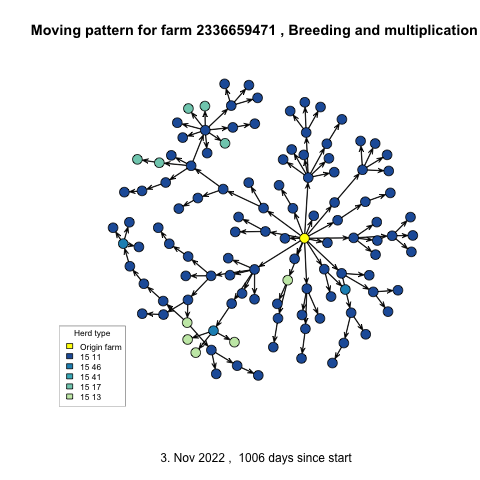 Moving pattern for farm 2336659471 , Breeding and multiplication
Herd type
Origin farm
15 11
15 46
15 41
15 17
15 13
3. Nov 2022 , 1006 days since start